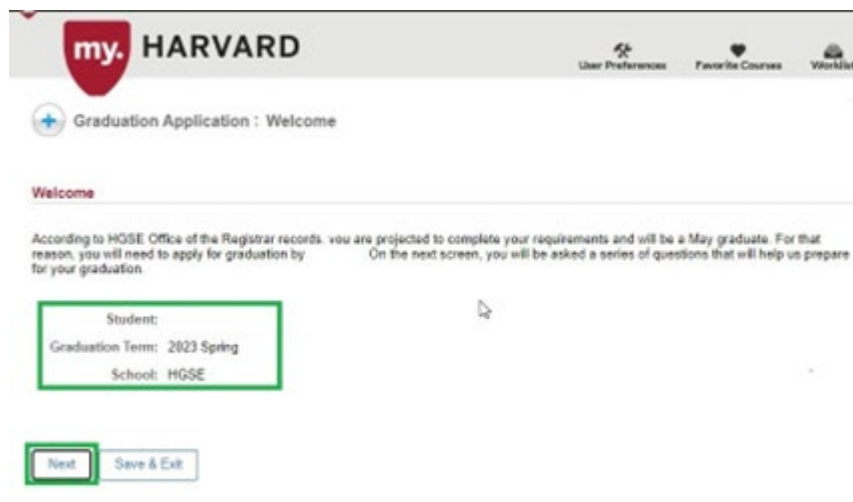 my. HARVARD
User Preferences Favorite Courses Worklist
Graduation Application : Welcome
Welcome
According to HGSE Office of the Registrar records. you are projected to complete your requirements and will be a May graduate. For that
reason, you will need to apply for graduation by On the next screen, you will be asked a series of questions that will help us prepare
for your graduation.
Student:
Graduation Term: 2023 Spring
School: HGSE
Next Save & Exit